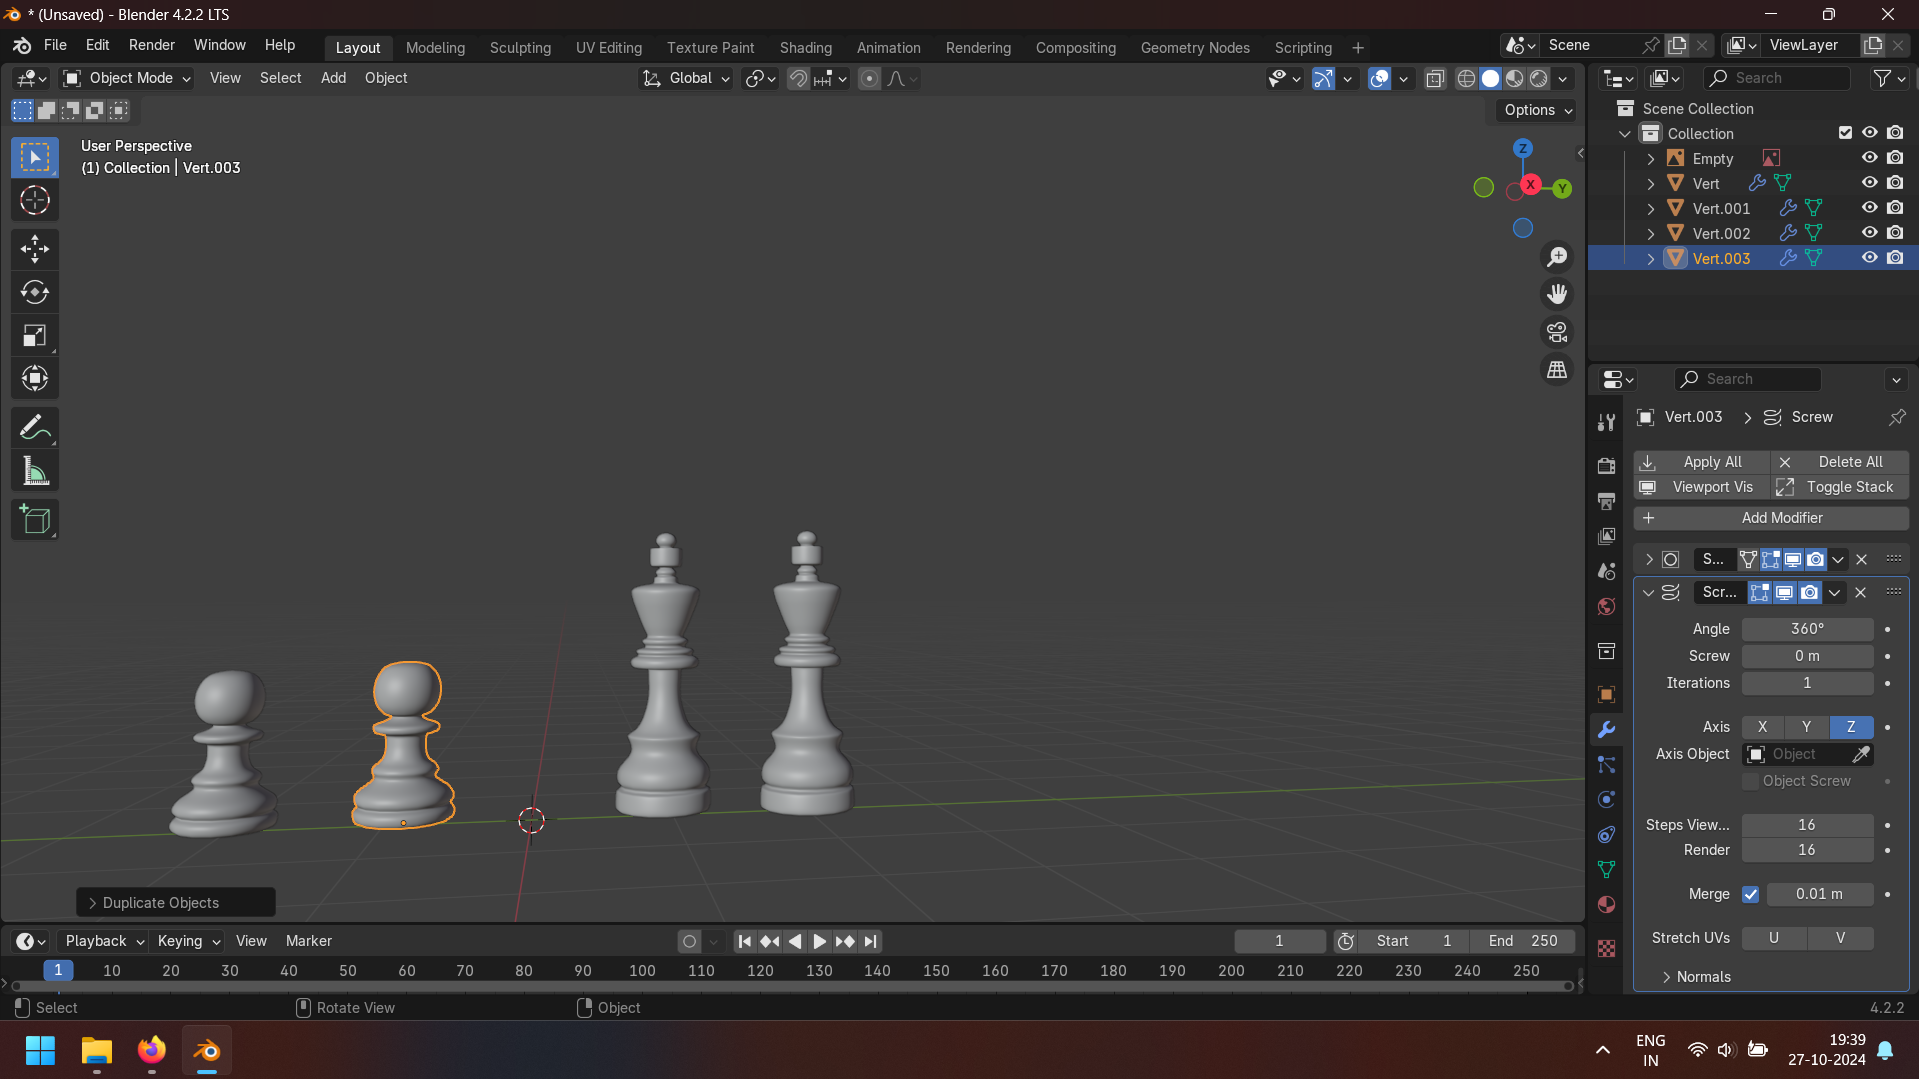 * (Unsaved) - Blender 4.2.2 LTS
File Edit Render Window Help Layout Modeling Sculpting UV Editing Texture Paint Shading Animation Rendering Compositing Geometry Nodes Scripting + Scene ViewLayer
Object Mode View Select Add Object Global Search
Options
User Perspective
(1) Collection | Vert.003
Z
X
Y
Scene Collection
Collection
Empty
Vert
Vert.001
Vert.002
Vert.003
Search
Vert.003 > Screw
Apply All Delete All
Viewport Vis Toggle Stack
+ Add Modifier
S...
Scr...
Angle 360°
Screw 0 m
Iterations 1
Axis X Y Z
Axis Object Object
Object Screw
Steps View... 16
Render 16
Merge 0.01 m
Stretch UVs U V
> Normals
> Duplicate Objects
Playback Keying View Marker 1 Start 1 End 250
1 10 20 30 40 50 60 70 80 90 100 110 120 130 140 150 160 170 180 190 200 210 220 230 240 250
Select Rotate View Object 4.2.2
ENG
IN
19:39
27-10-2024